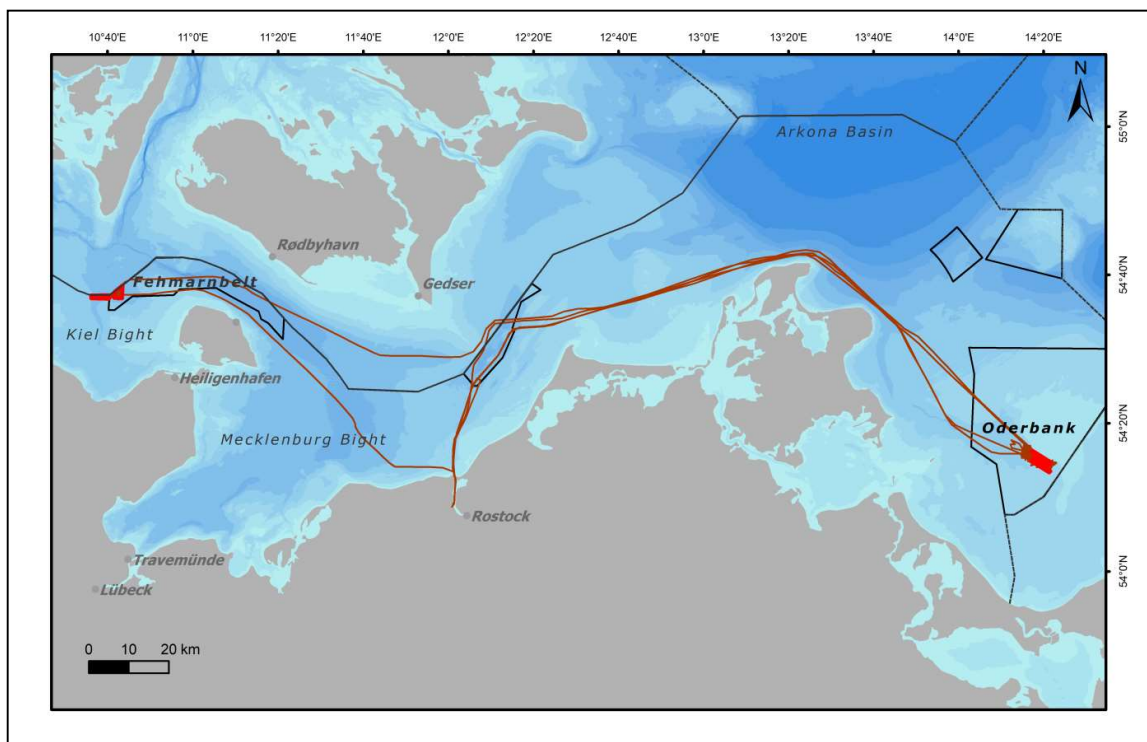 10°40'E 11°0'E 11°20'E 11°40'E 12°0'E 12°20'E 12°40'E 13°0'E 13°20'E 13°40'E 14°0'E 14°20'E
N
55°0'N
Arkona Basin
Rødbyhavn
54°40'N
Fehmarnbelt
Gedser
Kiel Bight
Heiligenhafen
54°20'N
Oderbank
Mecklenburg Bight
Rostock
Travemünde
54°0'N
Lübeck
0 10 20 km